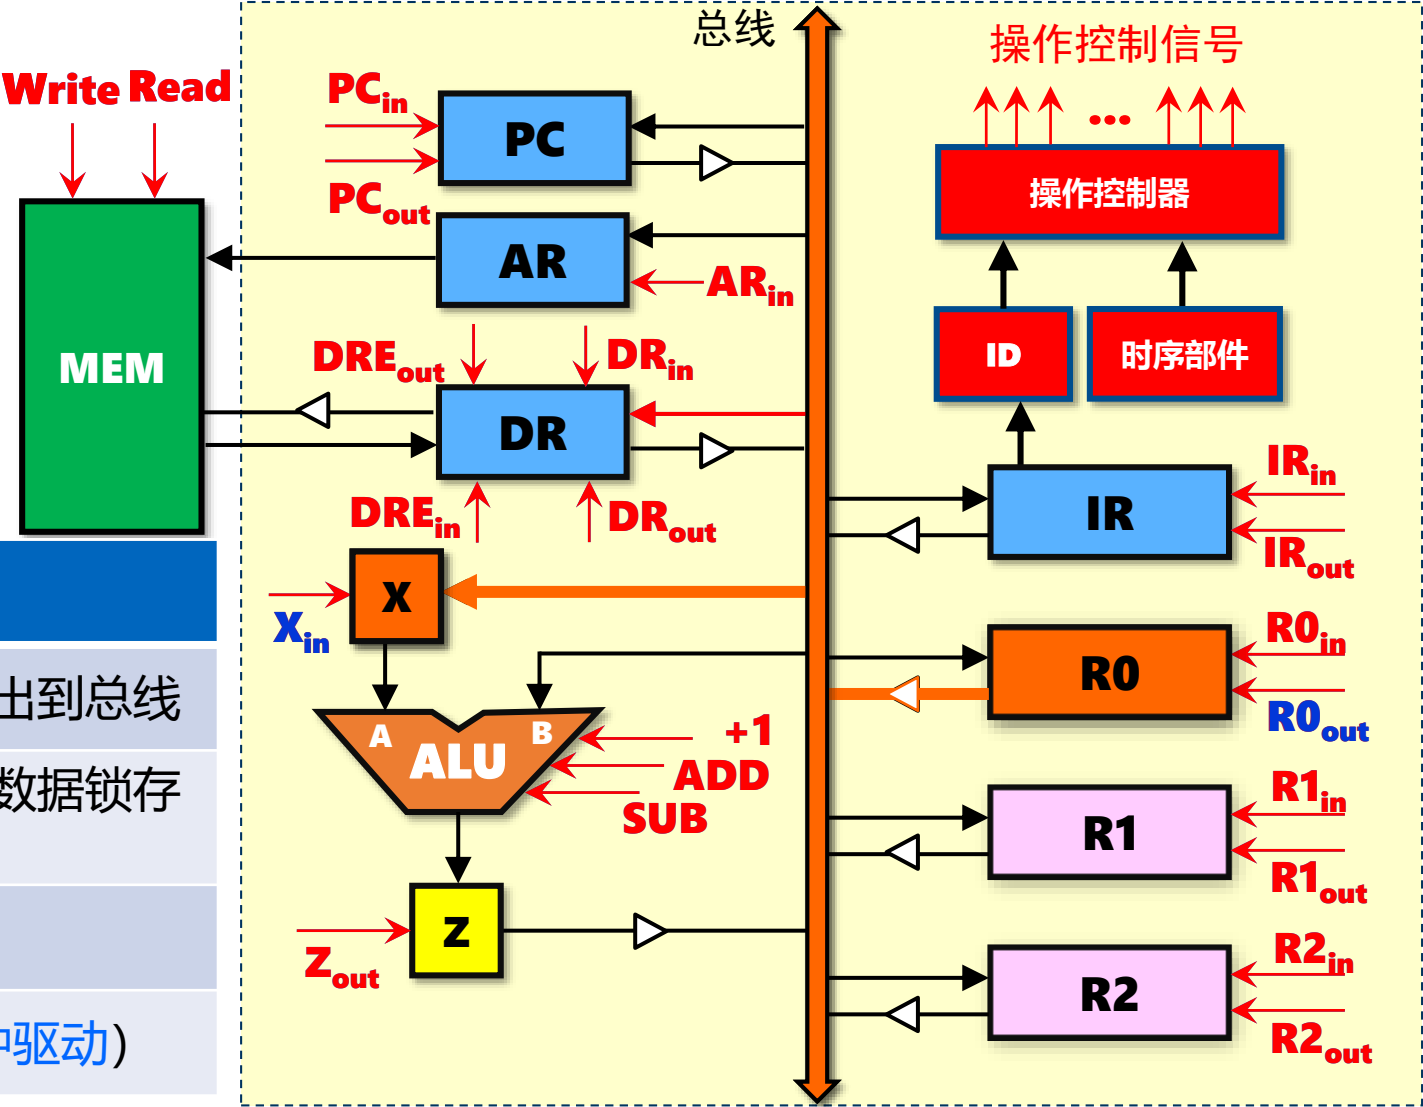 总线
操作控制信号
Write Read
PCin
...
PC
操作控制器
PCout
AR
ARin
MEM
DREout
DRin
ID
时序部件
DR
IRin
DREin
DRout
IR
IRout
X
Xin
R0in
R0
出到总线
R0out
A
B
+1
ALU
ADD
数据锁存
SUB
R1in
R1
R1out
Z
Zout
R2in
R2
R2out
驱动）